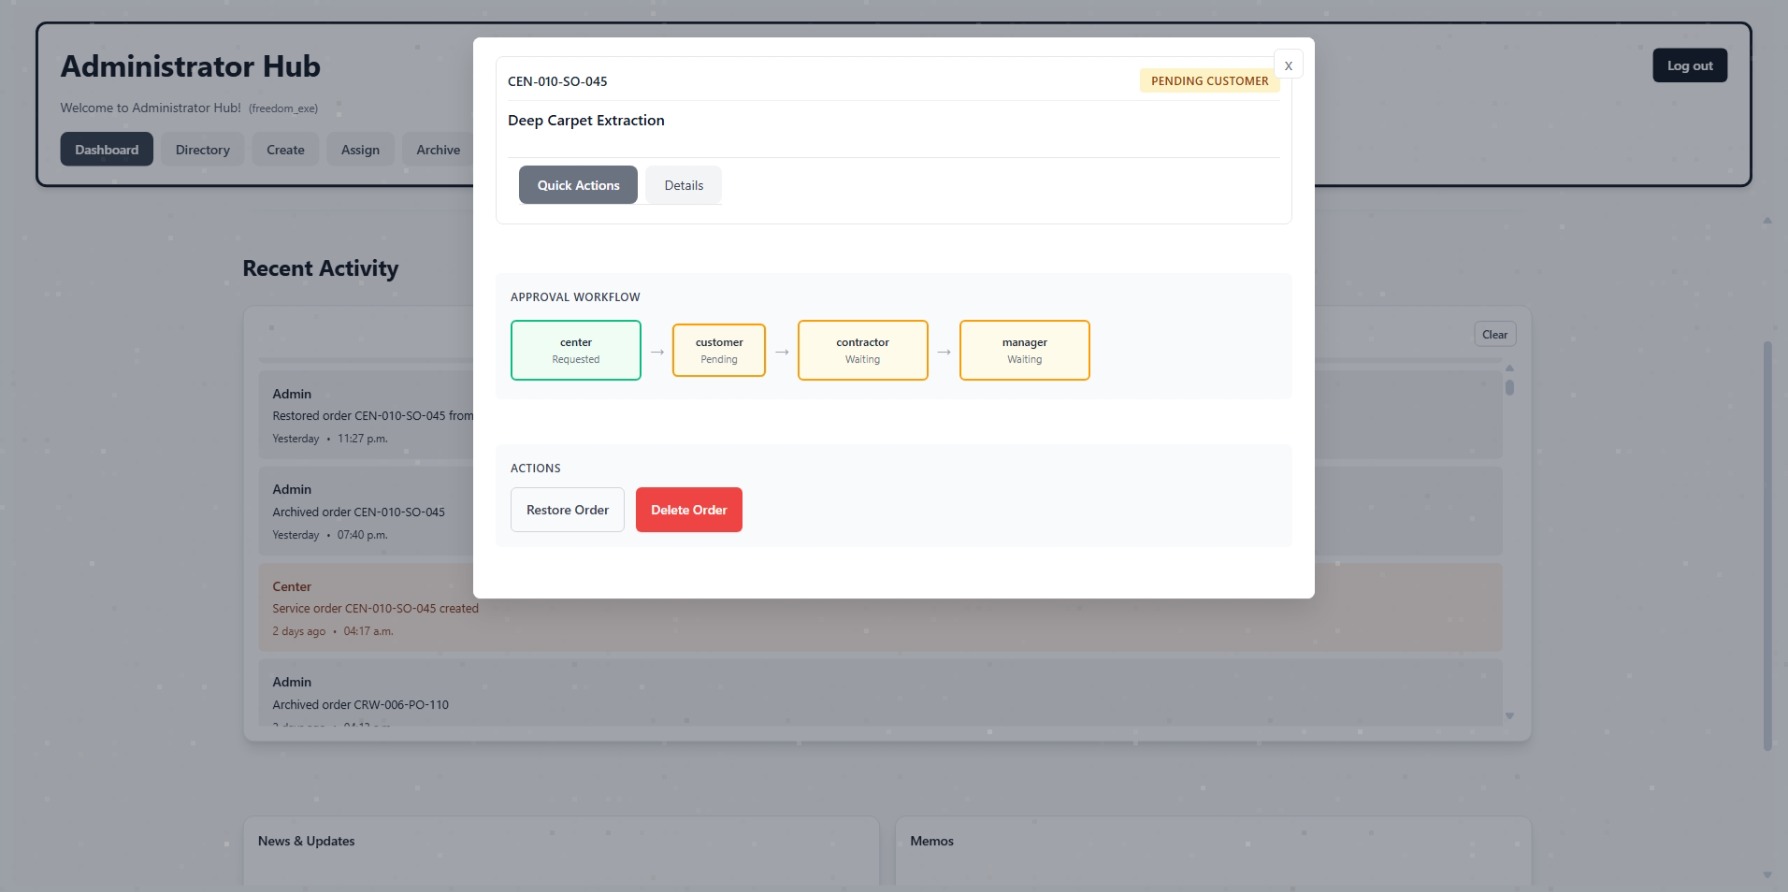 Administrator Hub
Welcome to Administrator Hub! (freedom_exe)
Dashboard Directory Create Assign Archive
Log out
Recent Activity
Clear
Admin
Restored order CEN-010-SO-045 from
Yesterday • 11:27 p.m.
Admin
Archived order CEN-010-SO-045
Yesterday • 07:40 p.m.
Center
Service order CEN-010-SO-045 created
2 days ago • 04:17 a.m.
Admin
Archived order CRW-006-PO-110
News & Updates
Memos
CEN-010-SO-045
PENDING CUSTOMER
X
Deep Carpet Extraction
Quick Actions Details
APPROVAL WORKFLOW
center
Requested
→
customer
Pending
→
contractor
Waiting
→
manager
Waiting
ACTIONS
Restore Order Delete Order